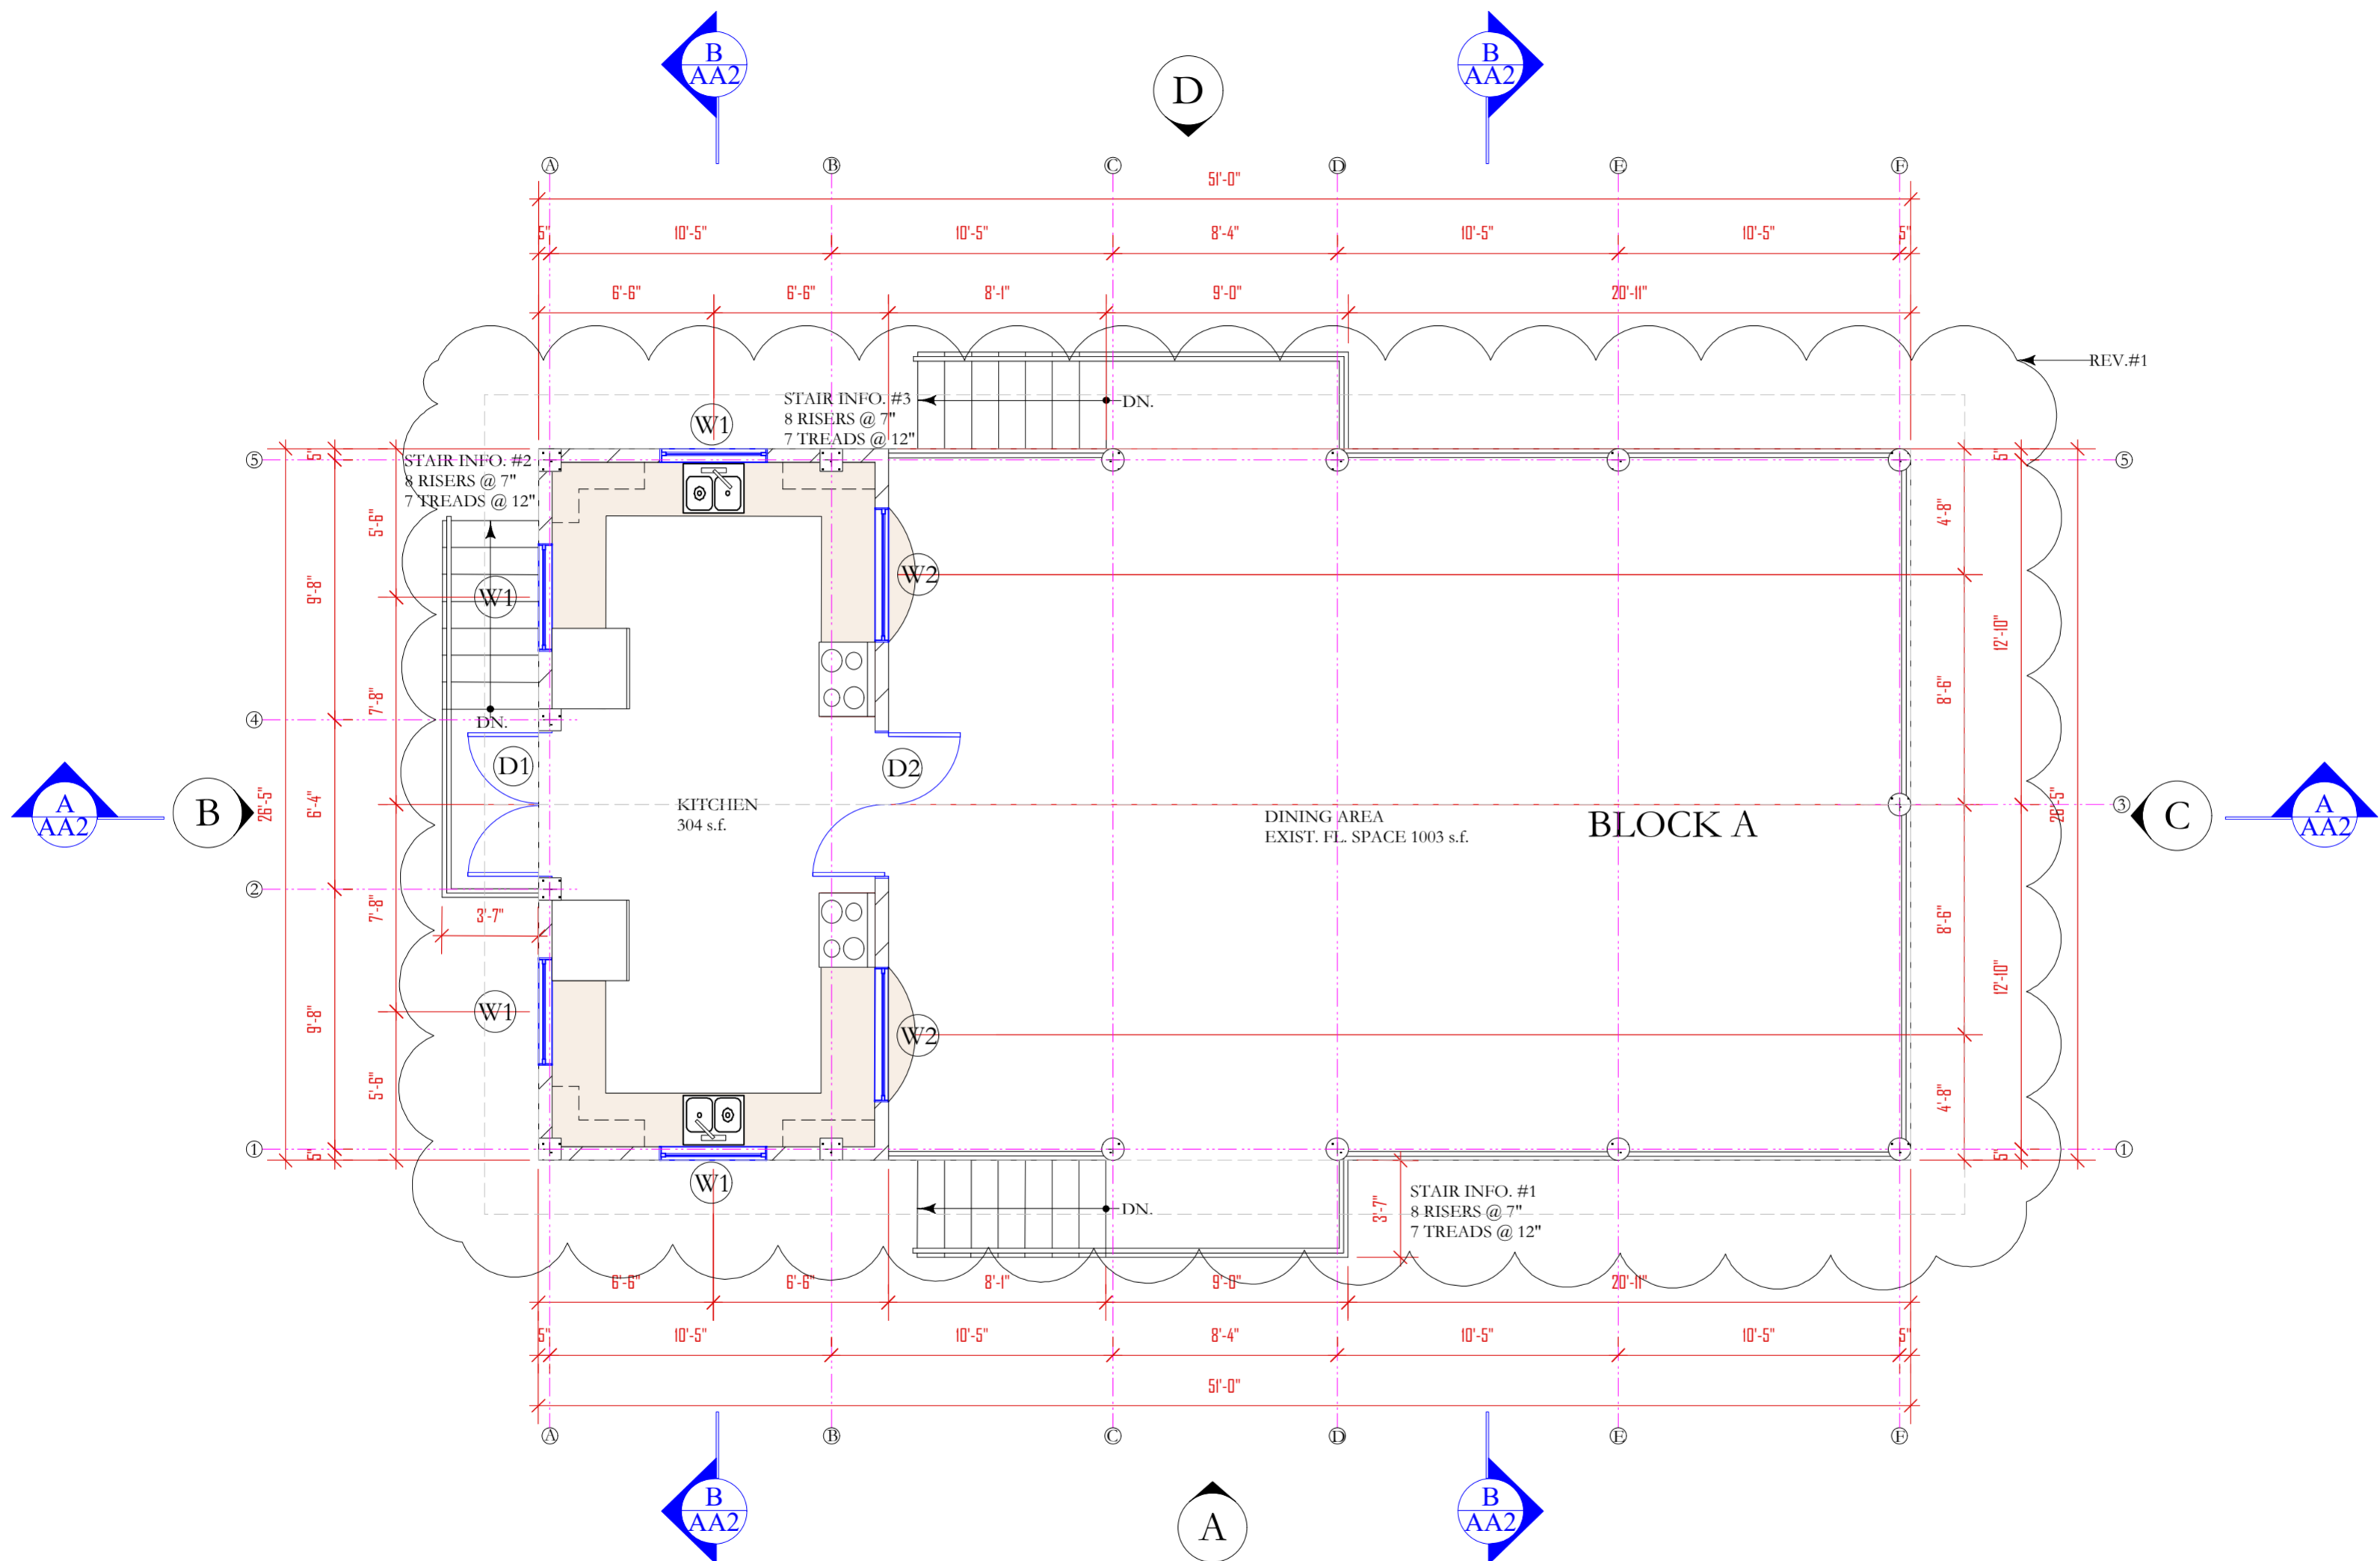 B
AA2
B
AA2
D
A
B
C
D
E
F
51'-0"
5"
10'-5"
10'-5"
8'-4"
10'-5"
10'-5"
5"
6'-6"
6'-6"
8'-1"
9'-0"
20'-11"
REV.#1
STAIR INFO. #3
8 RISERS @ 7"
7 TREADS @ 12"
DN.
W1
5
STAIR INFO. #2
8 RISERS @ 7"
7 TREADS @ 12"
5"
5"
5
5'-6"
4'-8"
9'-8"
W1
W2
12'-10"
7'-8"
8'-6"
4
DN.
D1
D2
A
AA2
B
26'-5"
6'-4"
KITCHEN
304 s.f.
DINING AREA
EXIST. FL. SPACE 1003 s.f.
BLOCK A
3
26'-5"
C
A
AA2
2
7'-8"
3'-7"
8'-6"
9'-8"
W1
W2
12'-10"
5'-6"
4'-8"
1
5"
5"
1
W1
DN.
3'-7"
STAIR INFO. #1
8 RISERS @ 7"
7 TREADS @ 12"
6'-6"
6'-6"
8'-1"
9'-0"
20'-11"
5"
10'-5"
10'-5"
8'-4"
10'-5"
10'-5"
5"
51'-0"
A
B
C
D
E
F
B
AA2
B
AA2
A